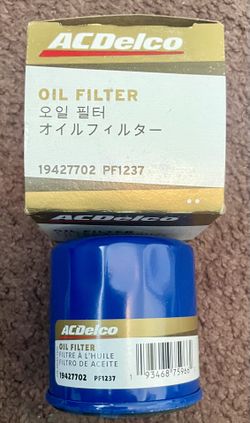 ACDelco
OIL FILTER
오일 필터
オイルフィルター
19427702 PF1237
ACDelco
ACDelco
OIL FILTER
FILTRE À L'HUILE
FILTRO DE ACEITE
19427702 PF1237